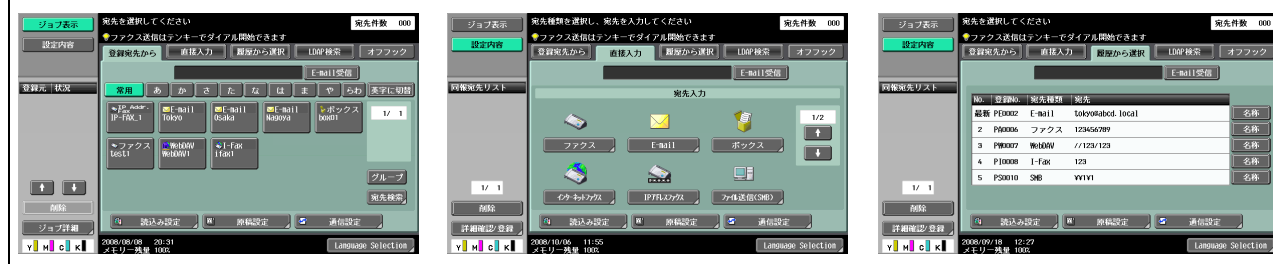 ジョブ表示
設定内容
登録元 状況
1/ 1
削除
ジョブ詳細
Y M C K
宛先を選択してください
宛先件数 000
ファクス送信はテンキーでダイアル開始できます
登録宛先から 直接入力 履歴から選択 LDAP検索 オフフック
E-mail受信
常用 あ か さ た な は ま や らわ 英字に切替
IP Addr. Fax E-mail E-mail E-mail ボックス
IP-FAX_1 Tokyo Osaka Nagoya box01
1/ 1
ファクス WebDAV I-Fax
test1 WebDAV1 ifax1
グループ
宛先検索
読込み設定 原稿設定 通信設定
2008/08/08 20:31
メモリー残量 100%
Language Selection
ジョブ表示
設定内容
同報宛先リスト
1/ 1
削除
詳細確認/登録
Y M C K
宛先種類を選択し、宛先を入力してください
宛先件数 000
ファクス送信はテンキーでダイアル開始できます
登録宛先から 直接入力 履歴から選択 LDAP検索 オフフック
E-mail受信
宛先入力
ファクス E-mail ボックス
1/2
インターネットファクス IPアドレスファクス ファイル送信(SMB)
読込み設定 原稿設定 通信設定
2008/10/06 11:55
メモリー残量 100%
Language Selection
ジョブ表示
設定内容
同報宛先リスト
1/ 1
削除
詳細確認/登録
Y M C K
宛先を選択してください
宛先件数 000
ファクス送信はテンキーでダイアル開始できます
登録宛先から 直接入力 履歴から選択 LDAP検索 オフフック
E-mail受信
No. 登録No. 宛先種類 宛先
最新 PE0002 E-mail tokyo@abcd.local 名称
2 PA0006 ファクス 123456789 名称
3 PW0007 WebDAV //123/123 名称
4 PI0008 I-Fax 123 名称
5 PS0010 SMB ¥¥1¥1 名称
読込み設定 原稿設定 通信設定
2008/09/18 12:27
メモリー残量 100%
Language Selection